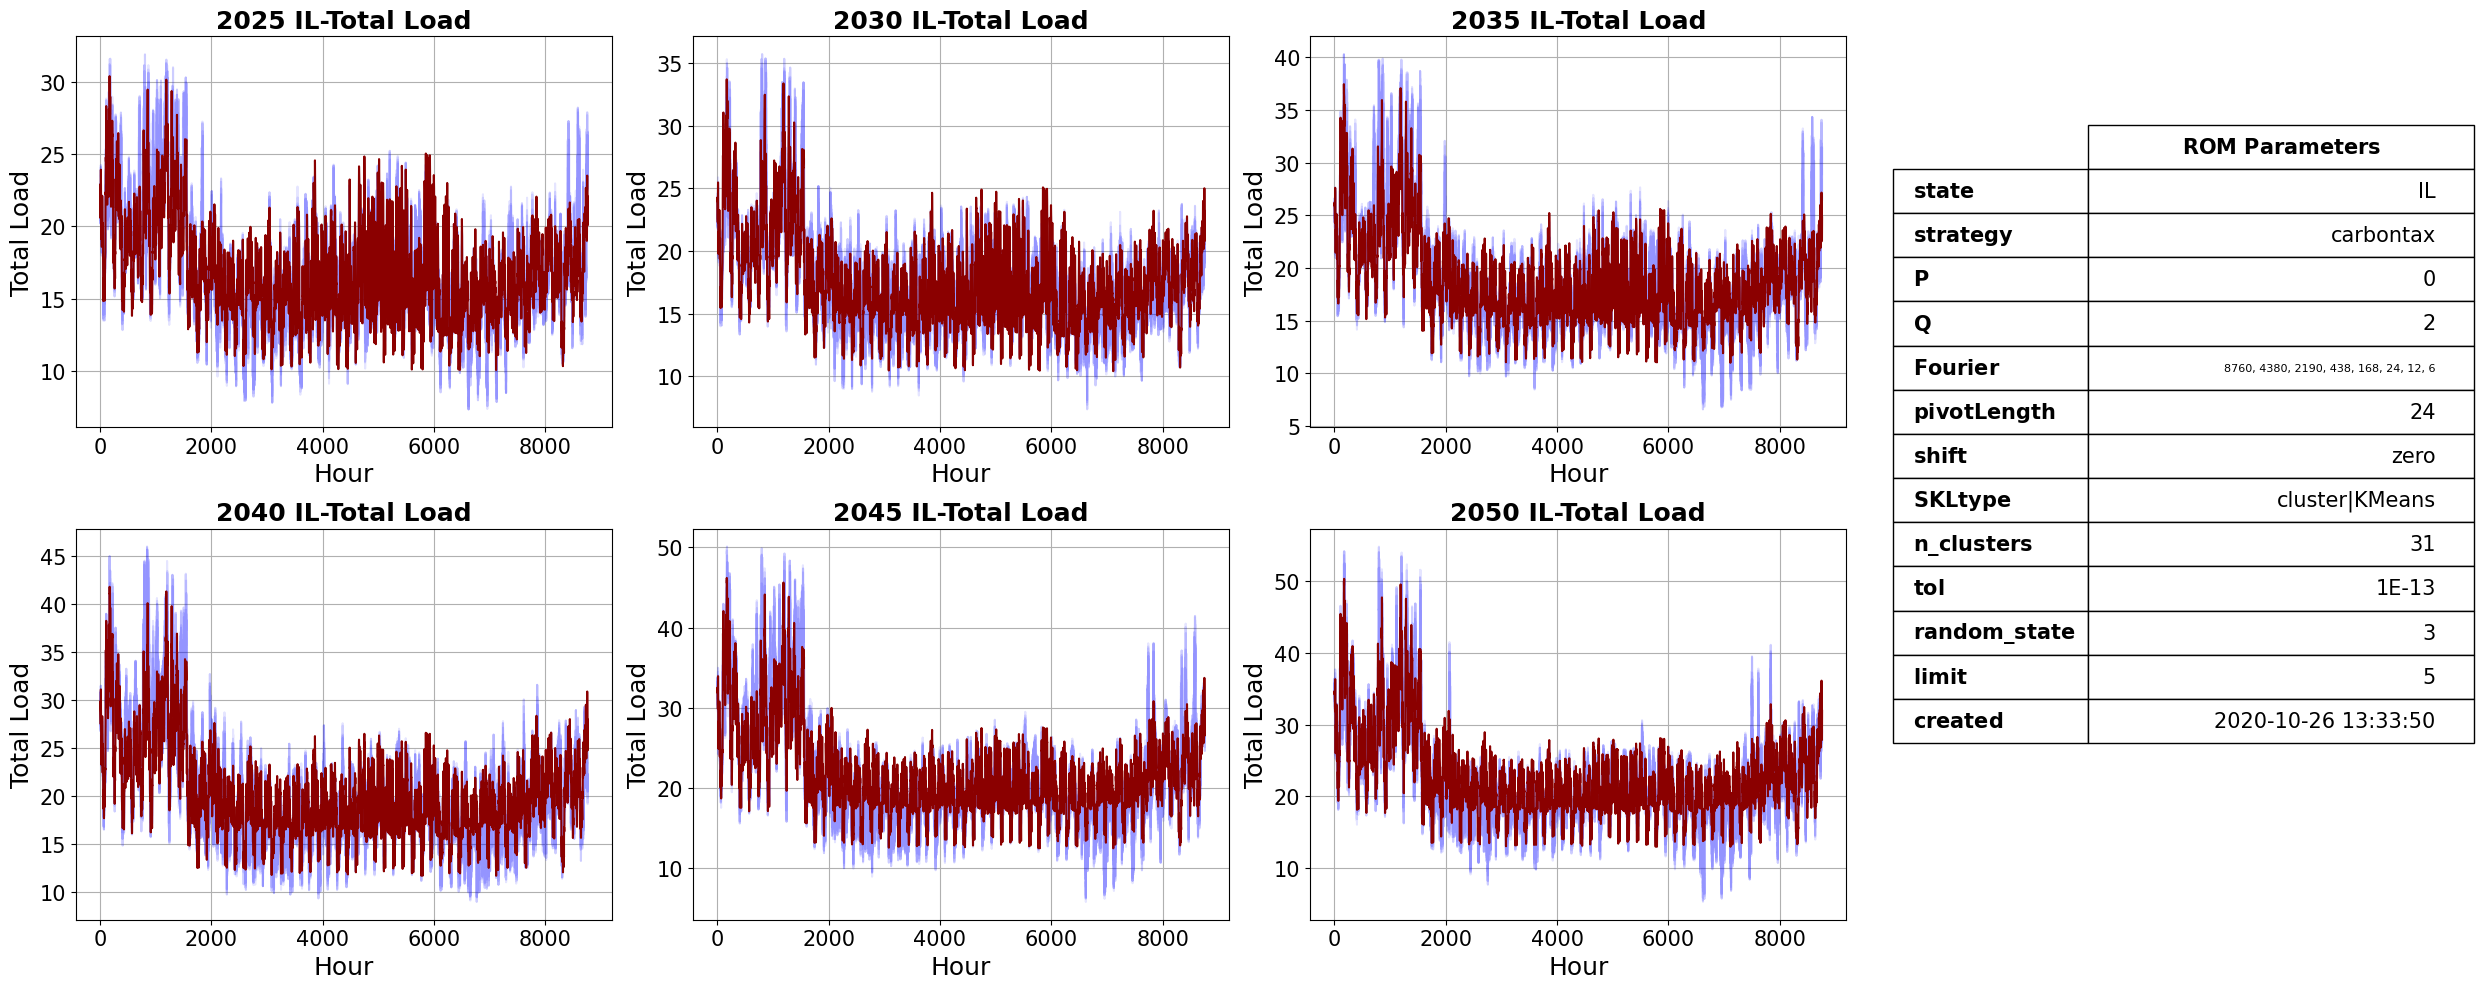 2025 IL-Total Load
Total Load
30
25
20
15
10
0 2000 4000 6000 8000
Hour
2030 IL-Total Load
Total Load
35
30
25
20
15
10
0 2000 4000 6000 8000
Hour
2035 IL-Total Load
Total Load
40
35
30
25
20
15
10
5
0 2000 4000 6000 8000
Hour
2040 IL-Total Load
Total Load
45
40
35
30
25
20
15
10
0 2000 4000 6000 8000
Hour
2045 IL-Total Load
Total Load
50
40
30
20
10
0 2000 4000 6000 8000
Hour
2050 IL-Total Load
Total Load
50
40
30
20
10
0 2000 4000 6000 8000
Hour
ROM Parameters
state IL
strategy carbontax
P 0
Q 2
Fourier 8760, 4380, 2190, 438, 168, 24, 12, 6
pivotLength 24
shift zero
SKLtype cluster|KMeans
n_clusters 31
tol 1E-13
random_state 3
limit 5
created 2020-10-26 13:33:50